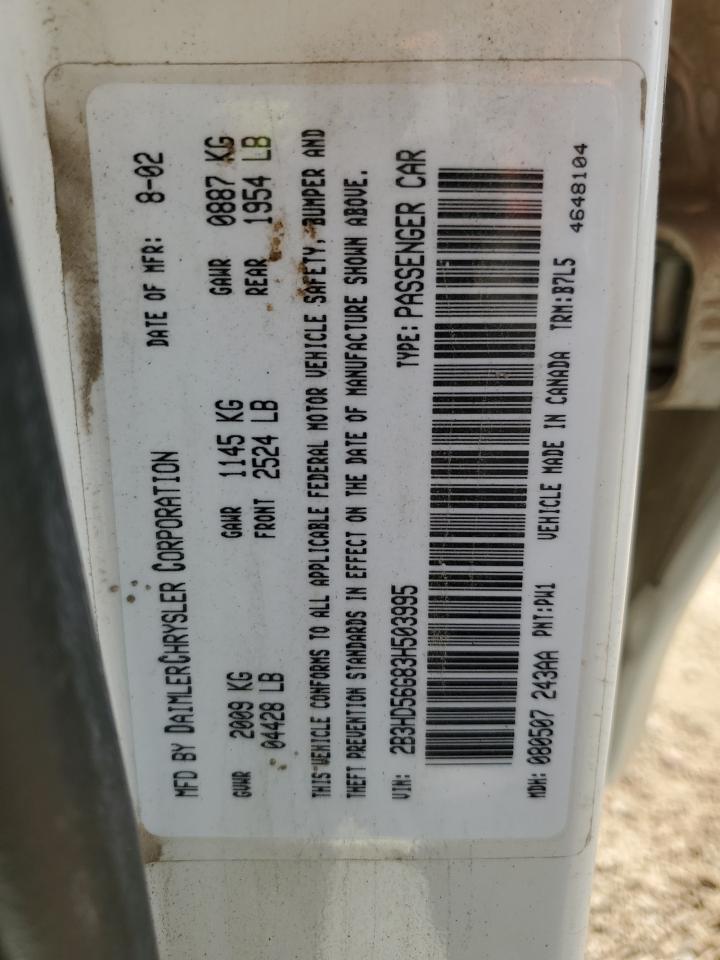 MFD BY DAIMLERCHRYSLER CORPORATION DATE OF MFR: 8-02
GVWR 2009 KG GAWR 1145 KG GAWR 0887 KG
04428 LB FRONT 2524 LB REAR 1954 LB
THIS VEHICLE CONFORMS TO ALL APPLICABLE FEDERAL MOTOR VEHICLE SAFETY, BUMPER AND
THEFT PREVENTION STANDARDS IN EFFECT ON THE DATE OF MANUFACTURE SHOWN ABOVE.
VIN: 2B3HD56G83H503995 TYPE: PASSENGER CAR
MDH: 080507 243AA PNT:PW1 VEHICLE MADE IN CANADA TRM:B7L5
4648104